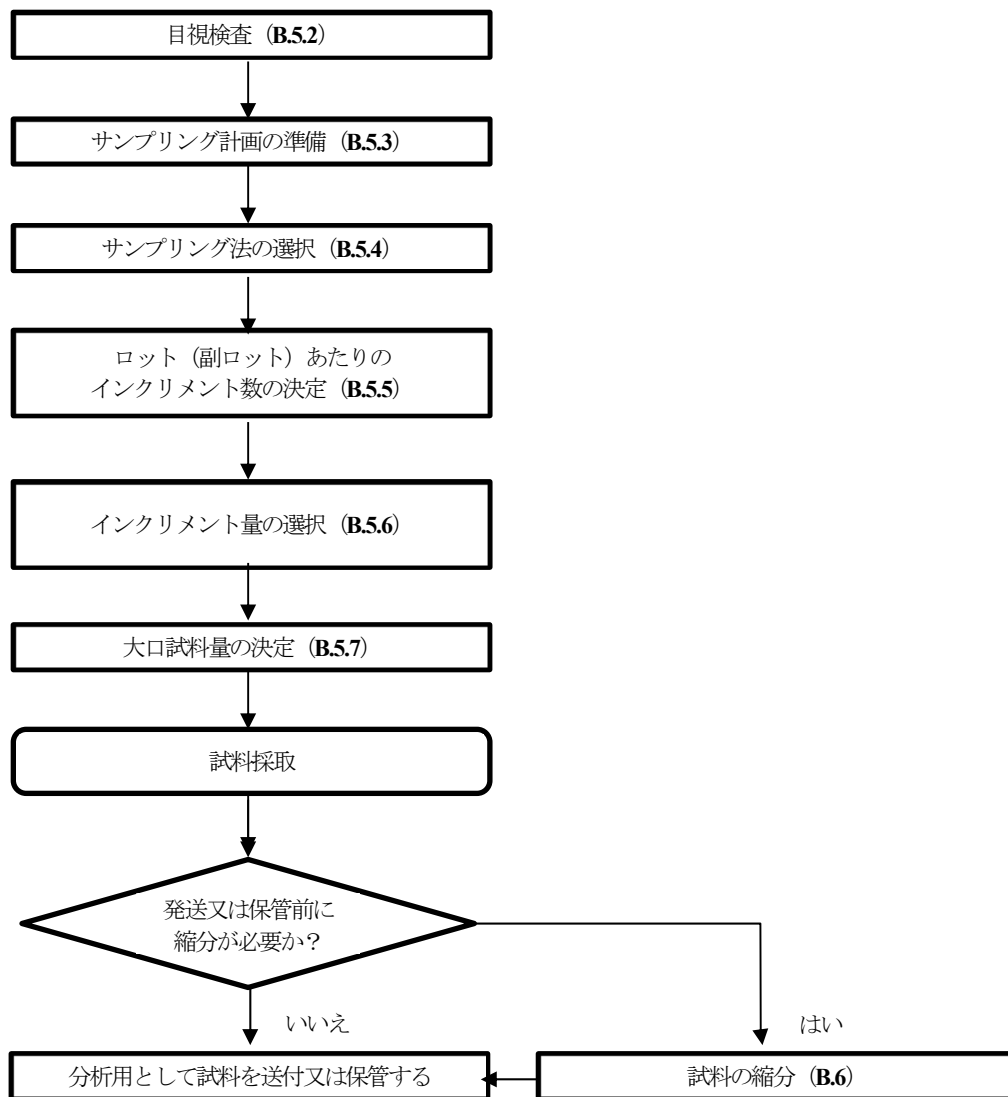 目視検査（B.5.2）
サンプリング計画の準備（B.5.3）
サンプリング法の選択（B.5.4）
ロット（副ロット）あたりの
インクリメント数の決定（B.5.5）
インクリメント量の選択（B.5.6）
大口試料量の決定（B.5.7）
試料採取
発送又は保管前に
縮分が必要か？
いいえ
はい
分析用として試料を送付又は保管する
試料の縮分（B.6）